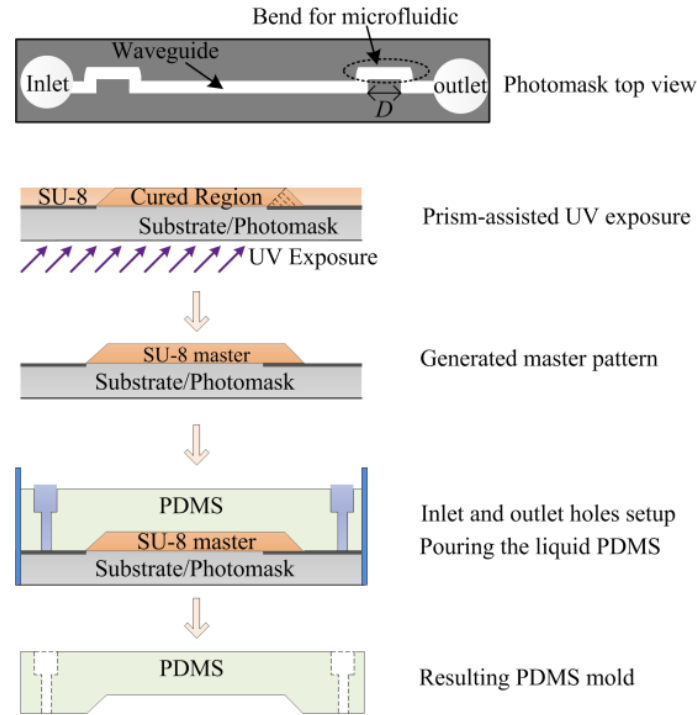 Bend for microfluidic
Waveguide
Inlet
outlet
D
Photomask top view
SU-8
Cured Region
Substrate/Photomask
UV Exposure
Prism-assisted UV exposure
SU-8 master
Substrate/Photomask
Generated master pattern
PDMS
SU-8 master
Substrate/Photomask
Inlet and outlet holes setup
Pouring the liquid PDMS
PDMS
Resulting PDMS mold